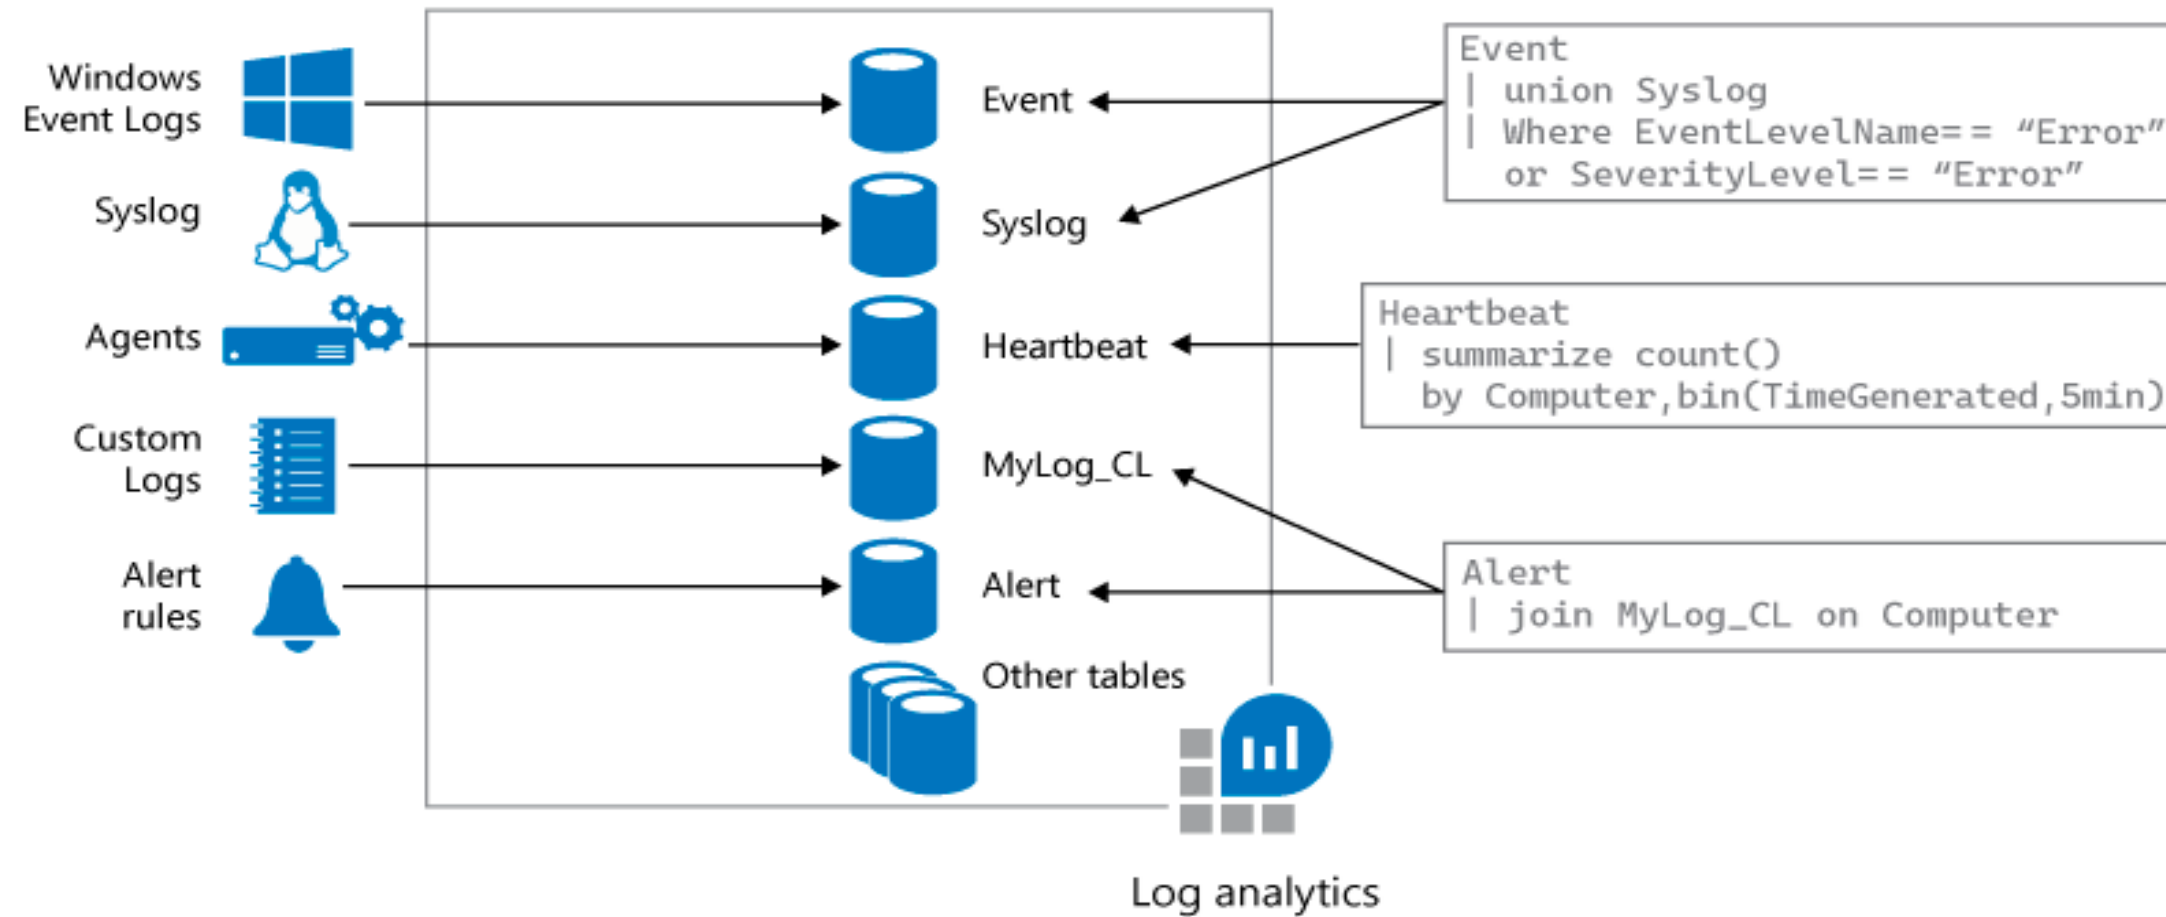 Windows
Event Logs
Syslog
Agents
Custom
Logs
Alert
rules
Event
Syslog
Heartbeat
MyLog_CL
Alert
Other tables
Event
| union Syslog
| Where EventLevelName== “Error”
or SeverityLevel== “Error”
Heartbeat
| summarize count()
by Computer,bin(TimeGenerated,5min)
Alert
| join MyLog_CL on Computer
Log analytics